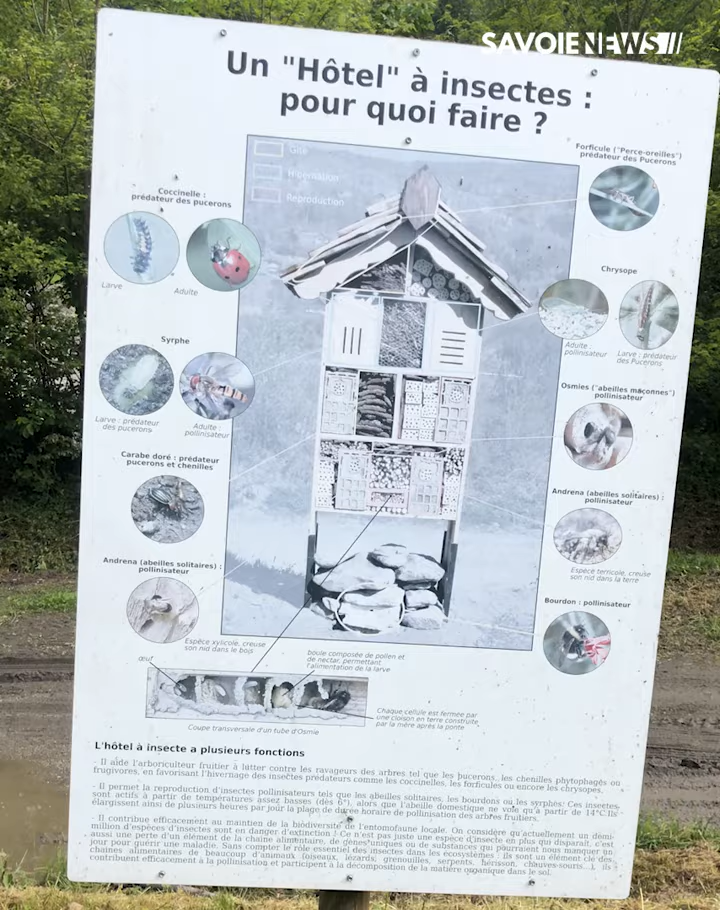 SAVOIENEWS
Un "Hôtel" à insectes :
pour quoi faire ?
Gîte
Hibernation
Reproduction
Forficule ("Perce-oreilles")
prédateur des Pucerons
Coccinelle :
prédateur des pucerons
Larve
Adulte
Chrysope
Adulte :
pollinisateur
Larve : prédateur
des Pucerons
Syrphe
Larve : prédateur
des pucerons
Adulte :
pollinisateur
Osmies ("abeilles maçonnes")
pollinisateur
Carabe doré : prédateur
pucerons et chenilles
Andrena (abeilles solitaires) :
pollinisateur
Espèce terricole, creuse
son nid dans la terre
Andrena (abeilles solitaires) :
pollinisateur
Espèce xylicole, creuse
son nid dans le bois
Bourdon : pollinisateur
œuf
boule composée de pollen et
de nectar, permettant
l'alimentation de la larve
Chaque cellule est fermée par
une cloison en terre construite
par la mère après la ponte
Coupe transversale d'un tube d'Osmie
L'hôtel à insecte a plusieurs fonctions
- Il aide l'arboriculteur fruitier à lutter contre les ravageurs des arbres tel que les pucerons, les chenilles phytophages ou
frugivores, en favorisant l'hivernage des insectes prédateurs comme les coccinelles, les forficules ou encore les chrysopes.
- Il permet la reproduction d'insectes pollinisateurs tels que les abeilles solitaires, les bourdons ou les syrphes. Ces insectes,
sont actifs à partir de températures assez basses (dès 6°), alors que l'abeille domestique ne vole qu'à partir de 14°C. Ils
élargissent ainsi de plusieurs heures par jour la plage de durée horaire de pollinisation des arbres fruitiers.
- Il contribue efficacement au maintien de la biodiversité de l'entomofaune locale. On considère qu'actuellement un demi-
million d'espèces d'insectes sont en danger d'extinction ! Ce n'est pas juste une espèce d'insecte en plus qui disparaît, c'est
aussi une perte d'un élément de la chaîne alimentaire, de gènes uniques ou de substances qui pourraient nous manquer un
jour pour guérir une maladie. Sans compter le rôle essentiel des insectes dans les écosystèmes : ils sont un élément clé des
chaînes alimentaires de beaucoup d'animaux (oiseaux, lézards, grenouilles, serpents, hérisson, chauves-souris...), ils
contribuent efficacement à la pollinisation et participent à la décomposition de la matière organique dans le sol.